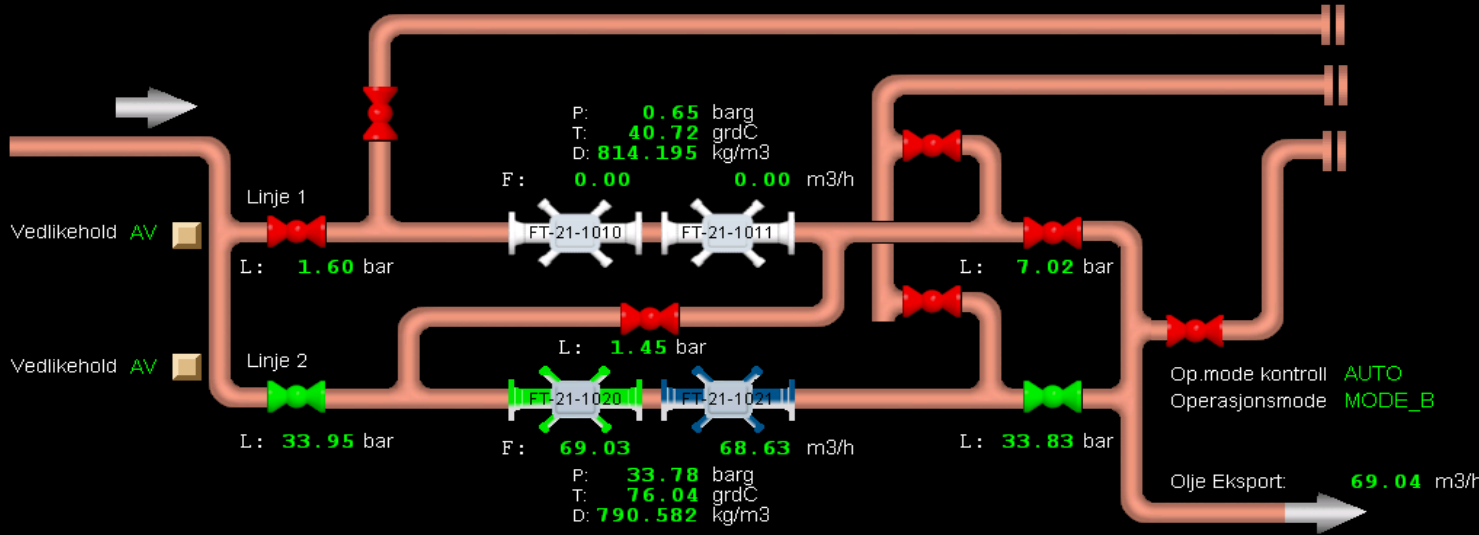 P: 0.65 barg
T: 40.72 grdC
D: 814.195 kg/m3
F: 0.00 0.00 m3/h
Linje 1
Vedlikehold AV
FT-21-1010 FT-21-1011
L: 1.60 bar
L: 7.02 bar
L: 1.45 bar
Linje 2
Vedlikehold AV
FT-21-1020 FT-21-1021
Op.mode kontroll AUTO
Operasjonsmode MODE_B
L: 33.95 bar
F: 69.03 68.63 m3/h
L: 33.83 bar
P: 33.78 barg
T: 76.04 grdC
D: 790.582 kg/m3
Olje Eksport: 69.04 m3/h